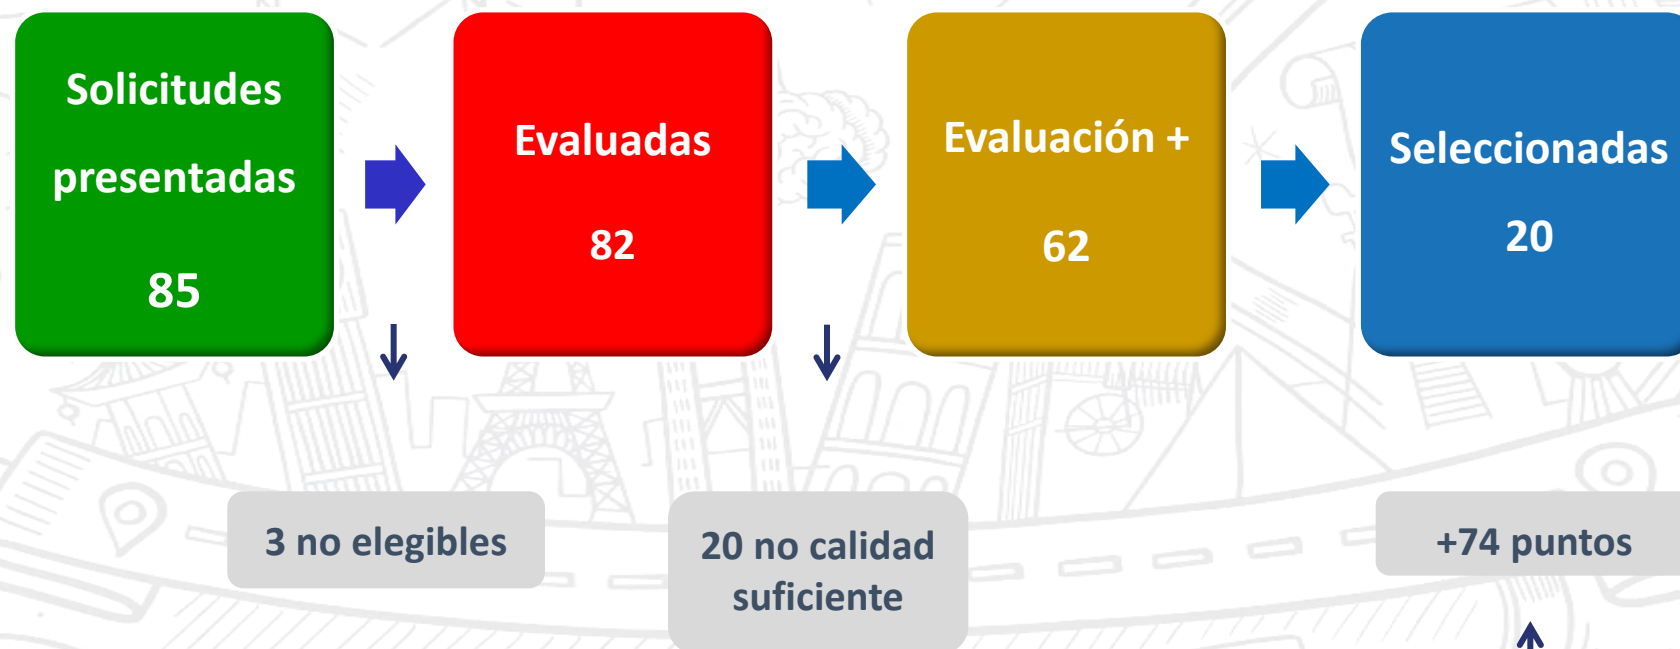 Solicitudes
presentadas
85
Evaluadas
82
Evaluación +
62
Seleccionadas
20
3 no elegibles
20 no calidad
suficiente
+74 puntos